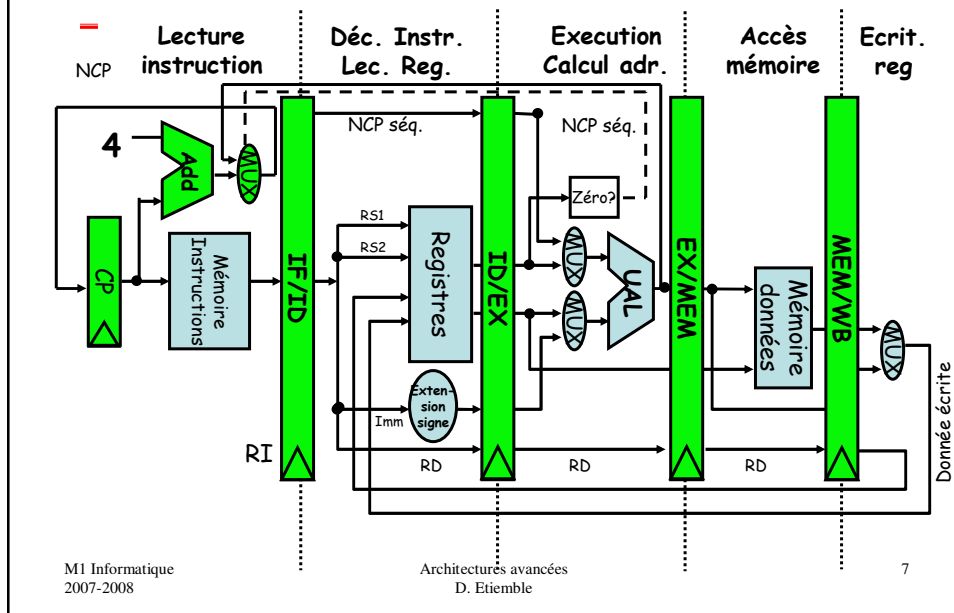 Lecture
instruction
Déc. Instr.
Lec. Reg.
Execution
Calcul adr.
Accès
mémoire
Ecrit.
reg
NCP
NCP séq.
NCP séq.
4
Add
MUX
Zéro?
RS1
RS2
CP
Mémoire
Instructions
IF/ID
Registres
ID/EX
MUX
MUX
UAL
EX/MEM
Mémoire
données
MEM/WB
MUX
Donnée écrite
Exten-
sion
signe
Imm
RI
RD
RD
RD
M1 Informatique
2007-2008
Architectures avancées
D. Etiemble
7